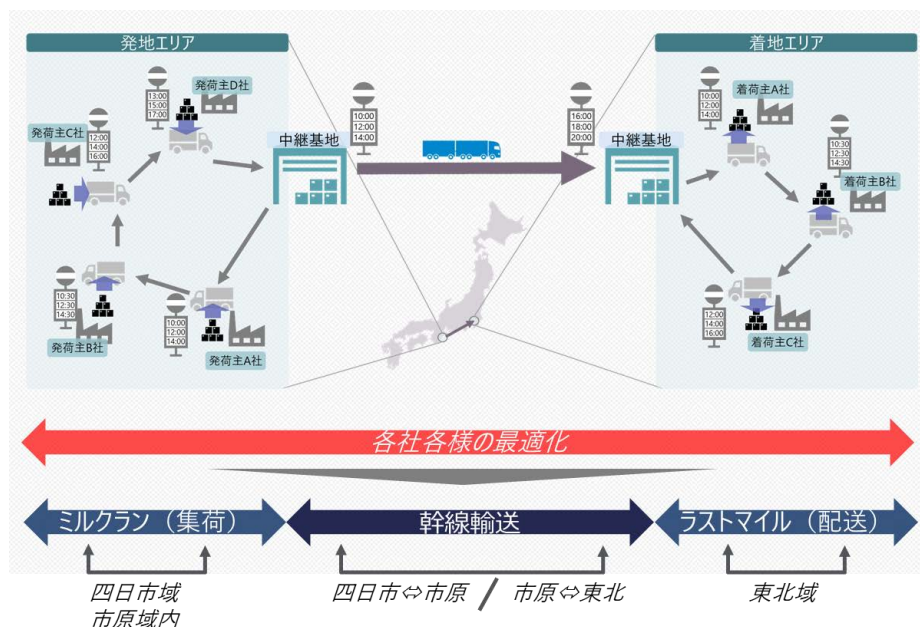 発地エリア
着地エリア
発荷主D社
13:00
15:00
17:00
発荷主C社
12:00
14:00
16:00
中継基地
10:00
12:00
14:00
16:00
18:00
20:00
中継基地
10:00
12:00
14:00
着荷主A社
10:30
12:30
14:30
着荷主B社
10:30
12:30
14:30
発荷主B社
10:00
12:00
14:00
発荷主A社
12:00
14:00
16:00
着荷主C社
各社各様の最適化
ミルクラン（集荷）
幹線輸送
ラストマイル（配送）
四日市域
市原域内
四日市⇔市原 / 市原⇔東北
東北域